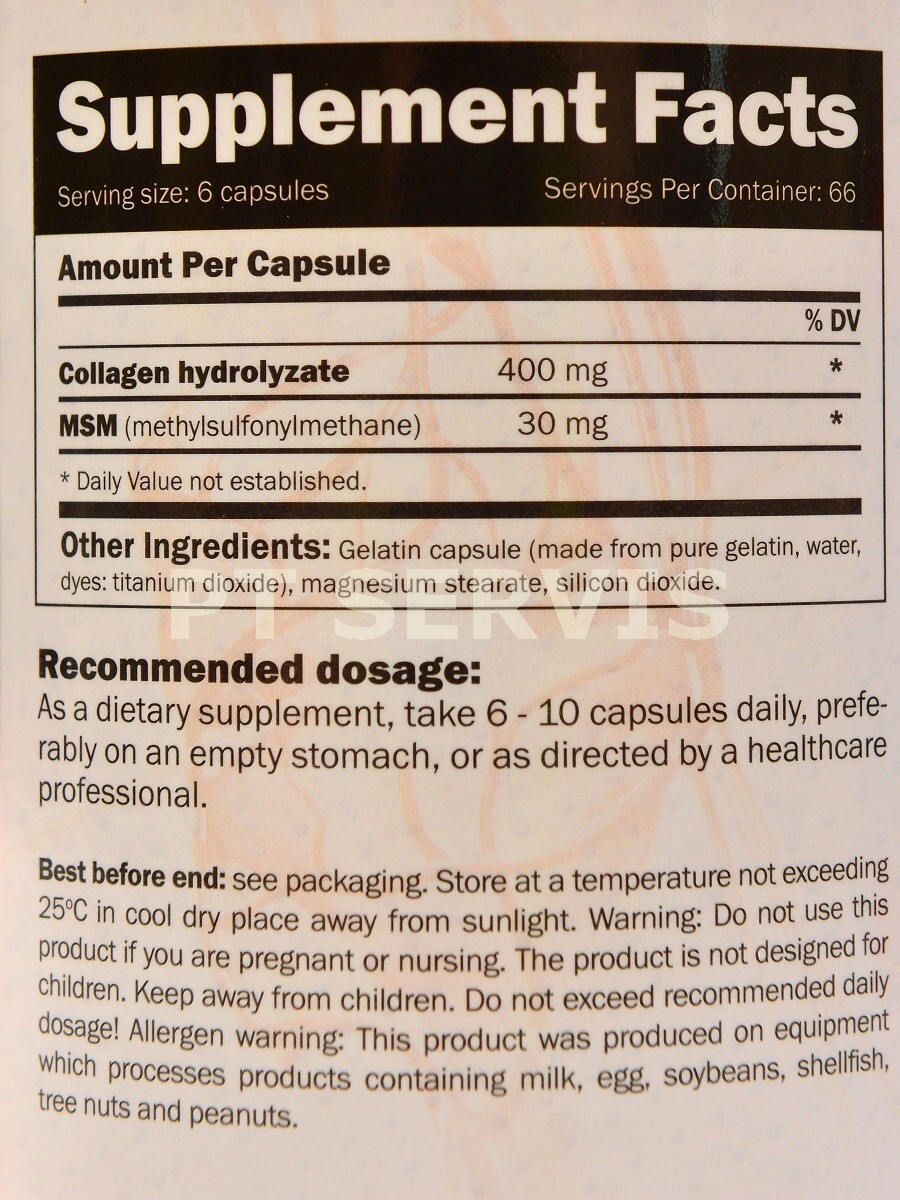 Supplement Facts
Serving size: 6 capsules Servings Per Container: 66
Amount Per Capsule
% DV
Collagen hydrolyzate 400 mg *
MSM (methylsulfonylmethane) 30 mg *
* Daily Value not established.
Other Ingredients: Gelatin capsule (made from pure gelatin, water,
dyes: titanium dioxide), magnesium stearate, silicon dioxide.
PT SERVIS
Recommended dosage:
As a dietary supplement, take 6 - 10 capsules daily, prefe-
rably on an empty stomach, or as directed by a healthcare
professional.
Best before end: see packaging. Store at a temperature not exceeding
25ºC in cool dry place away from sunlight. Warning: Do not use this
product if you are pregnant or nursing. The product is not designed for
children. Keep away from children. Do not exceed recommended daily
dosage! Allergen warning: This product was produced on equipment
which processes products containing milk, egg, soybeans, shellfish,
tree nuts and peanuts.